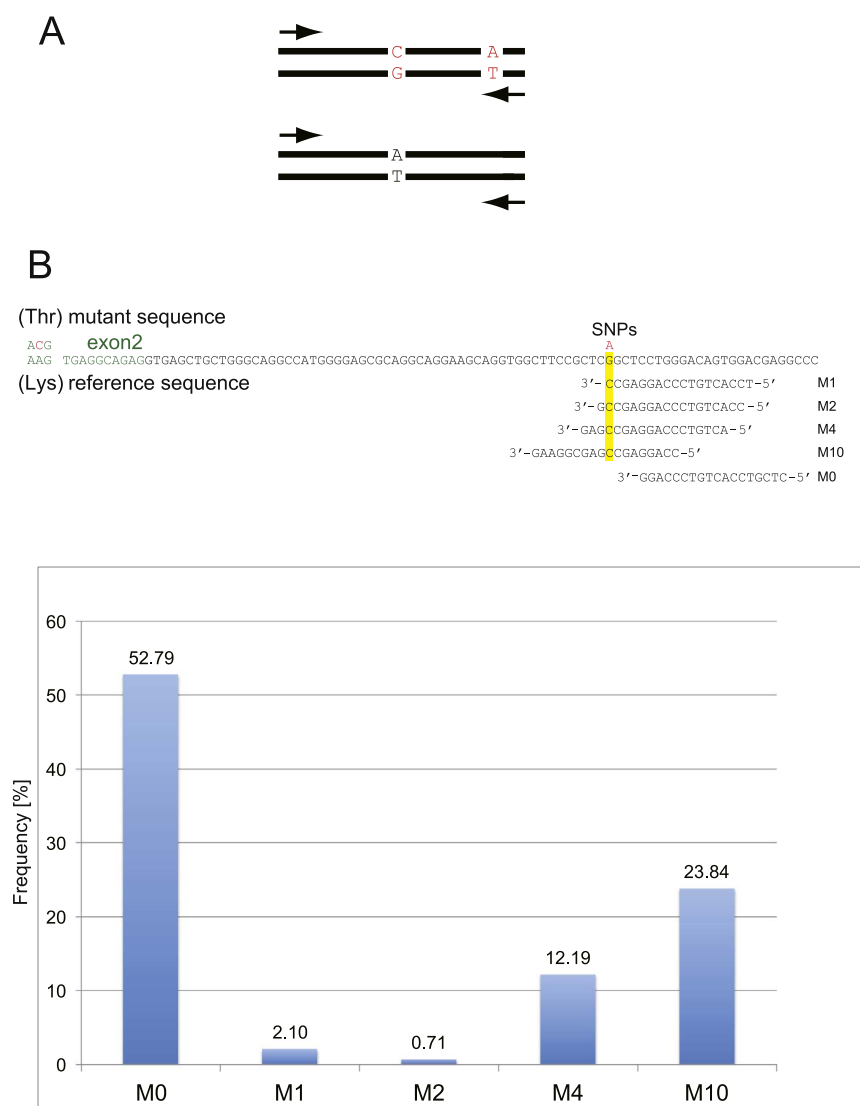 A
C A
G T
A
T
B
(Thr) mutant sequence
exon2
SNPs
ACG
A
AAG TGAGGCAGAGGTGAGCTGCTGGGCAGGCCATGGGGAGCGCAGGCAGGAAGCAGGTGGCTTCCGCTCGGCTCCTGGGACAGTGGACGAGGCCC
(Lys) reference sequence
3’-CCGAGGACCCTGTCACCT-5’ M1
3’-GCCGAGGACCCTGTCACC-5’ M2
3’-GAGCCGAGGACCCTGTCA-5’ M4
3’-GAAGGCGAGCCGAGGACC-5’ M10
3’-GGACCCTGTCACCTGCTC-5’ M0
60
50
40
30
20
10
0
Frequency [%]
52.79
2.10
0.71
12.19
23.84
M0 M1 M2 M4 M10